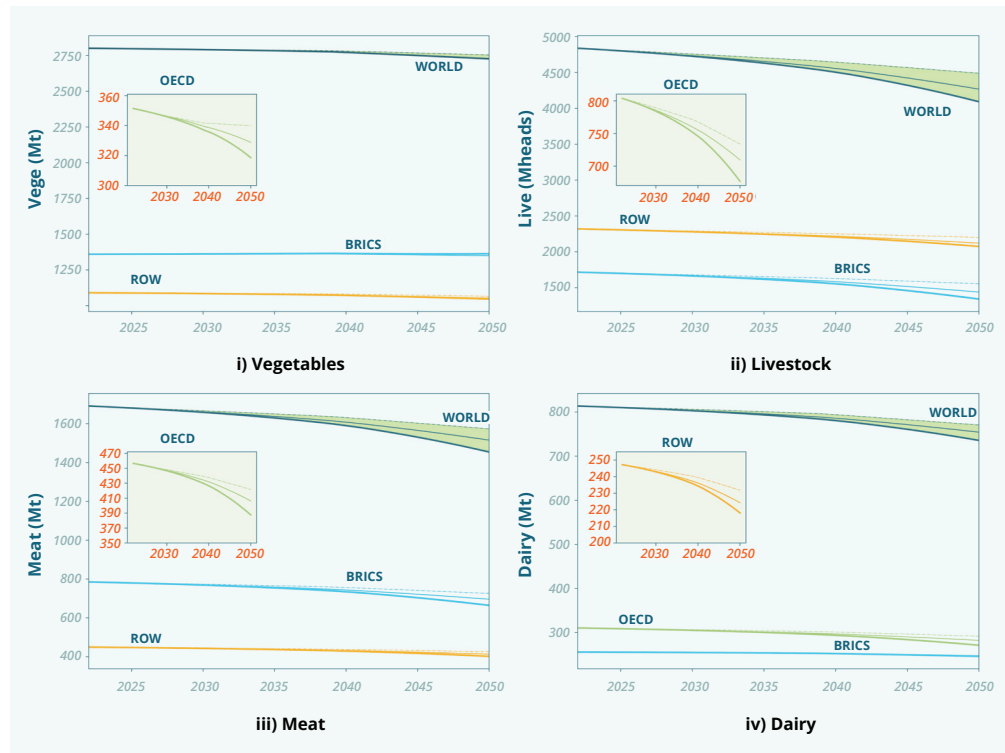 Vege (Mt)
2750
2500
2250
2000
1750
1500
1250
WORLD
OECD
360
340
320
300
2030 2040 2050
BRICS
ROW
2025 2030 2035 2040 2045 2050
i) Vegetables
Live (Mheads)
5000
4500
4000
3500
3000
2500
2000
1500
WORLD
OECD
800
750
700
2030 2040 2050
ROW
BRICS
2025 2030 2035 2040 2045 2050
ii) Livestock
Meat (Mt)
1600
1400
1200
1000
800
600
400
WORLD
OECD
470
450
430
410
390
370
350
2030 2040 2050
BRICS
ROW
2025 2030 2035 2040 2045 2050
iii) Meat
Dairy (Mt)
800
700
600
500
400
300
WORLD
ROW
250
240
230
220
210
200
2030 2040 2050
OECD
BRICS
2025 2030 2035 2040 2045 2050
iv) Dairy